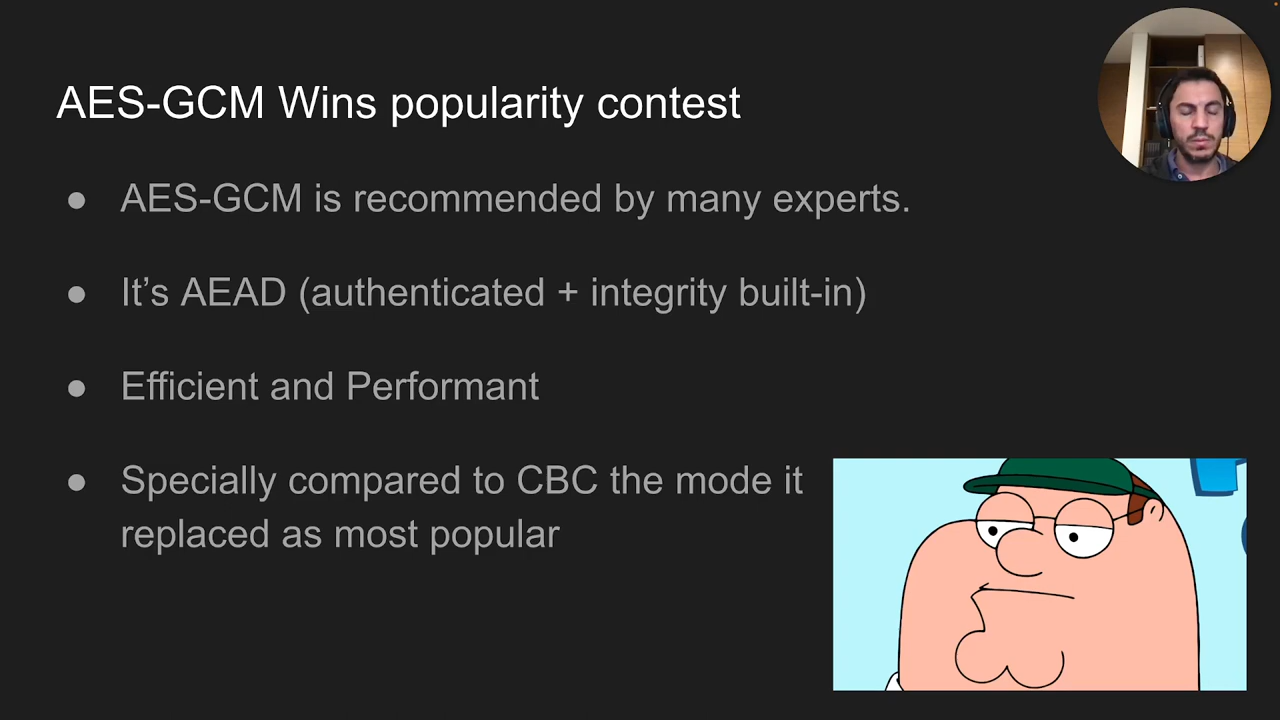 AES-GCM Wins popularity contest
● AES-GCM is recommended by many experts.
● It’s AEAD (authenticated + integrity built-in)
● Efficient and Performant
● Specially compared to CBC the mode it
replaced as most popular